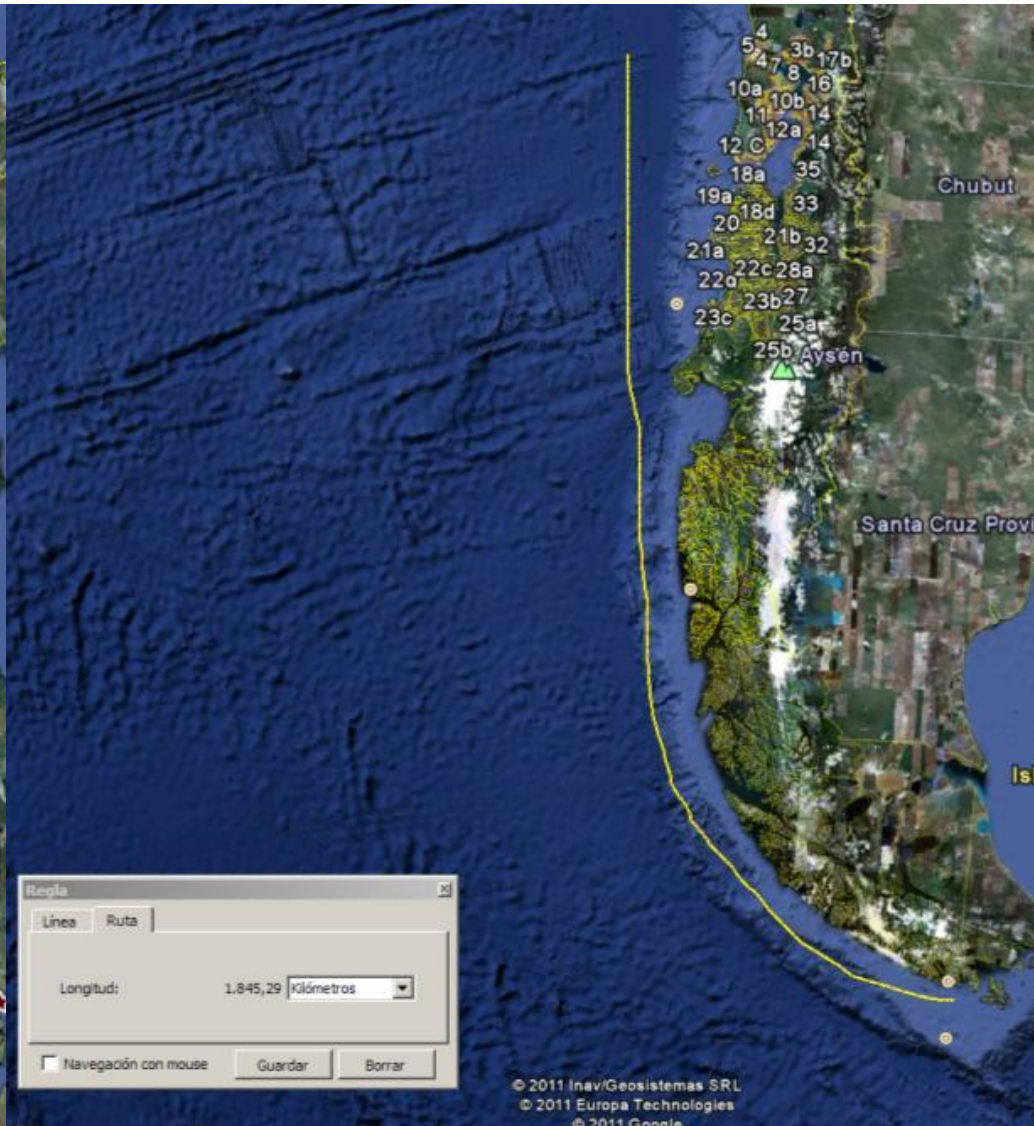 4
5
3b
4
7
17b
8
16
10a
10b
11
14
12a
14
12 C
18a
35
Chubut
19a
18d
33
20
21b
32
21a
22c
28a
27
23b
23c
25a
25b
Aysén
Santa Cruz Provi
Isl
Regla
Línea
Ruta
Longitud:
1.845,29
Kilómetros
Navegación con mouse
Guardar
Borrar
© 2011 Inav/Geosistemas SRL
© 2011 Europa Technologies
© 2011 Google